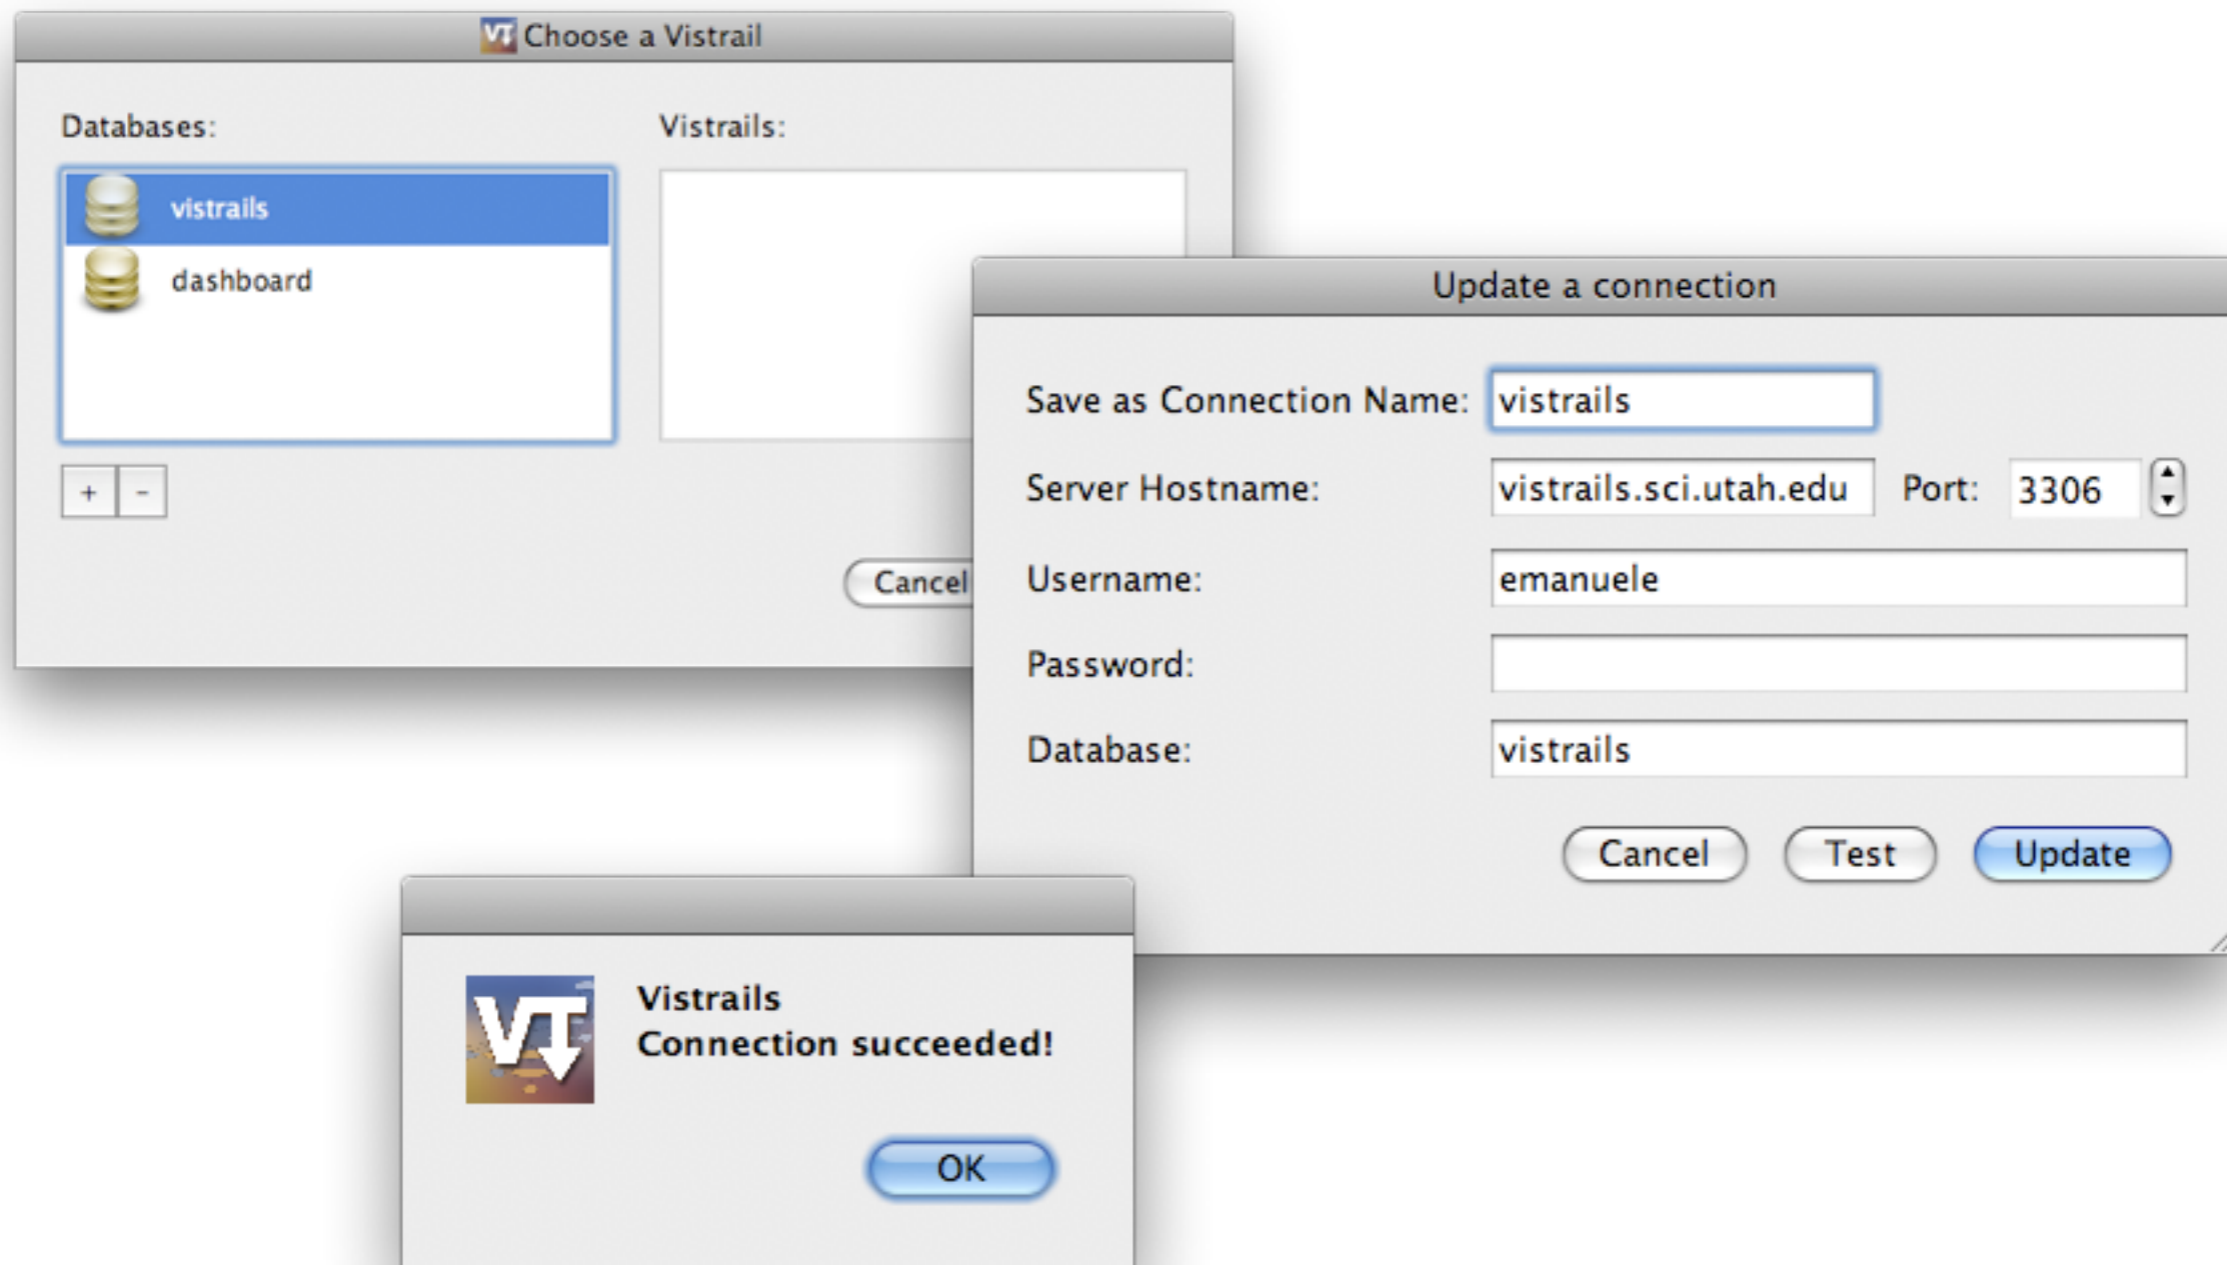 Choose a Vistrail
Databases:
Vistrails:
vistrails
dashboard
+ -
Cancel
Update a connection
Save as Connection Name: vistrails
Server Hostname: vistrails.sci.utah.edu Port: 3306
Username: emanuele
Password:
Database: vistrails
Cancel Test Update
VT
Vistrails
Connection succeeded!
OK